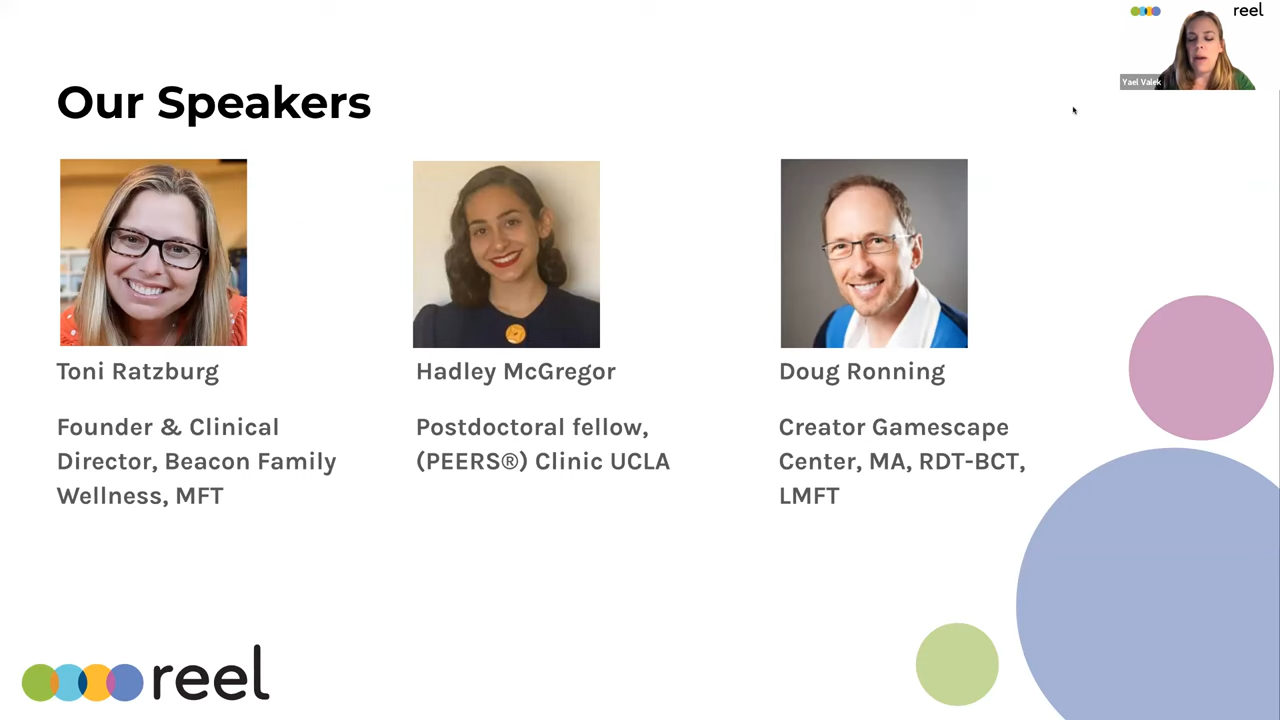 reel
Yael Valek
Our Speakers
Toni Ratzburg
Founder & Clinical
Director, Beacon Family
Wellness, MFT
Hadley McGregor
Postdoctoral fellow,
(PEERS®) Clinic UCLA
Doug Ronning
Creator Gamescape
Center, MA, RDT-BCT,
LMFT
reel